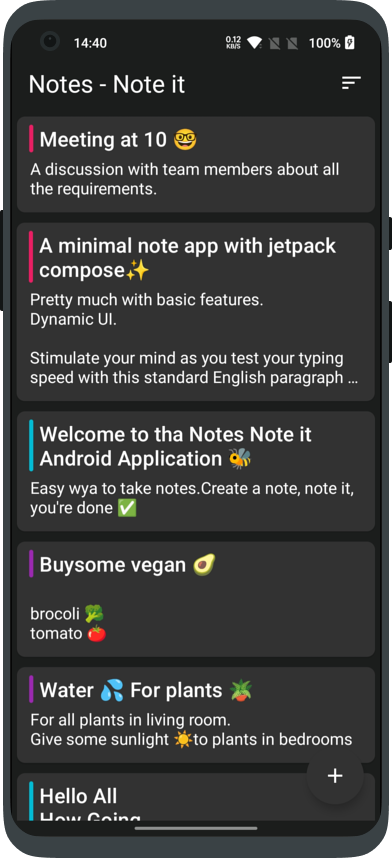 14:40
0.12
KB/S
100%
Notes - Note it
Meeting at 10 🤓
A discussion with team members about all
the requirements.
A minimal note app with jetpack
compose✨
Pretty much with basic features.
Dynamic UI.
Stimulate your mind as you test your typing
speed with this standard English paragraph ...
Welcome to tha Notes Note it
Android Application 🐝
Easy wya to take notes.Create a note, note it,
you're done ✅
Buysome vegan 🥑
brocoli 🥦
tomato 🍅
Water 💦 For plants 🪴
For all plants in living room.
Give some sunlight ☀️to plants in bedrooms
Hello All
How Going